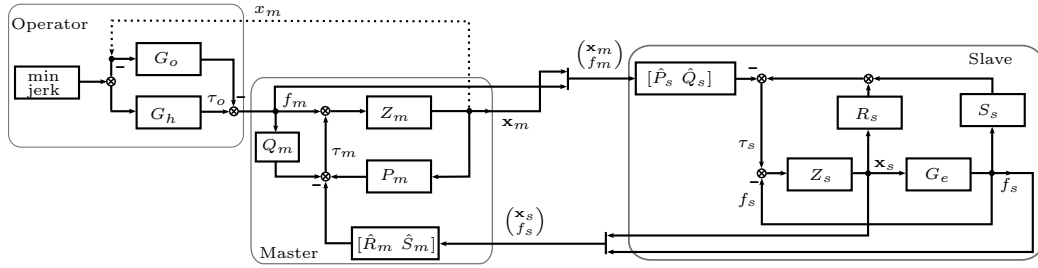 Operator
x_m
min
jerk
G_o
G_h
τ_o
f_m
Z_m
Q_m
τ_m
P_m
𝐱_m
[R̂_m Ŝ_m]
Master
(𝐱_m
f_m)
(𝐱_s
f_s)
Slave
[P̂_s Q̂_s]
R_s
S_s
τ_s
f_s
Z_s
𝐱_s
G_e
f_s